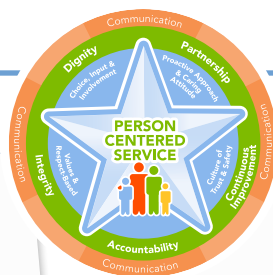 Communication
Dignity
Partnership
Choice, Input &
Involvement
Proactive Approach
& Caring
Attitude
Communication
Communication
PERSON
CENTERED
SERVICE
Integrity
Values &
Respect-Based
Culture of
Trust & Safety
Continuous
Improvement
Accountability
Communication